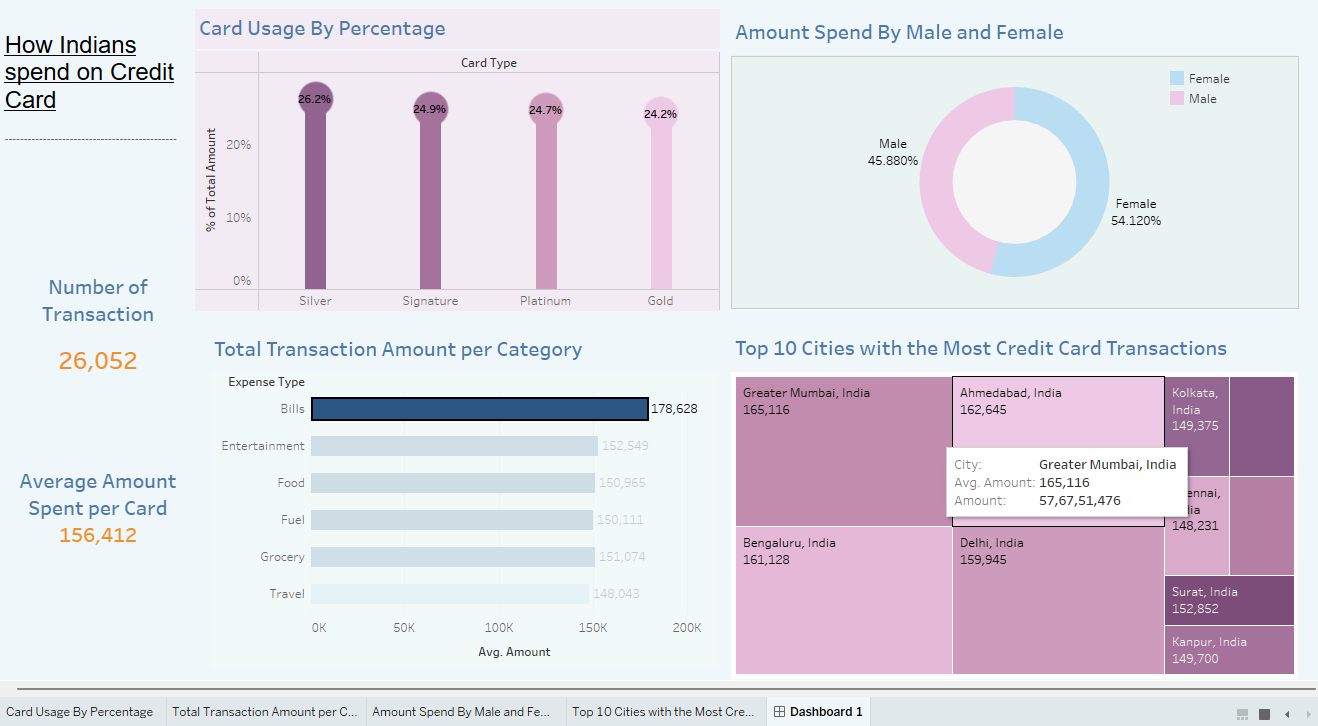 How Indians
spend on Credit
Card
Number of
Transaction
26,052
Average Amount
Spent per Card
156,412
Card Usage By Percentage
Card Type
26.2%
24.9%
24.7%
24.2%
% of Total Amount
20%
10%
0%
Silver
Signature
Platinum
Gold
Amount Spend By Male and Female
Female
Male
Male
45.880%
Female
54.120%
Total Transaction Amount per Category
Expense Type
Bills
178,628
Entertainment
152,549
Food
150,965
Fuel
150,111
Grocery
151,074
Travel
148,043
0K
50K
100K
150K
200K
Avg. Amount
Top 10 Cities with the Most Credit Card Transactions
Greater Mumbai, India
165,116
Ahmedabad, India
162,645
Kolkata,
India
149,375
City: Greater Mumbai, India
Avg. Amount: 165,116
Amount: 57,67,51,476
148,231
Bengaluru, India
161,128
Delhi, India
159,945
Surat, India
152,852
Kanpur, India
149,700
Card Usage By Percentage
Total Transaction Amount per C...
Amount Spend By Male and Fe...
Top 10 Cities with the Most Cre...
Dashboard 1